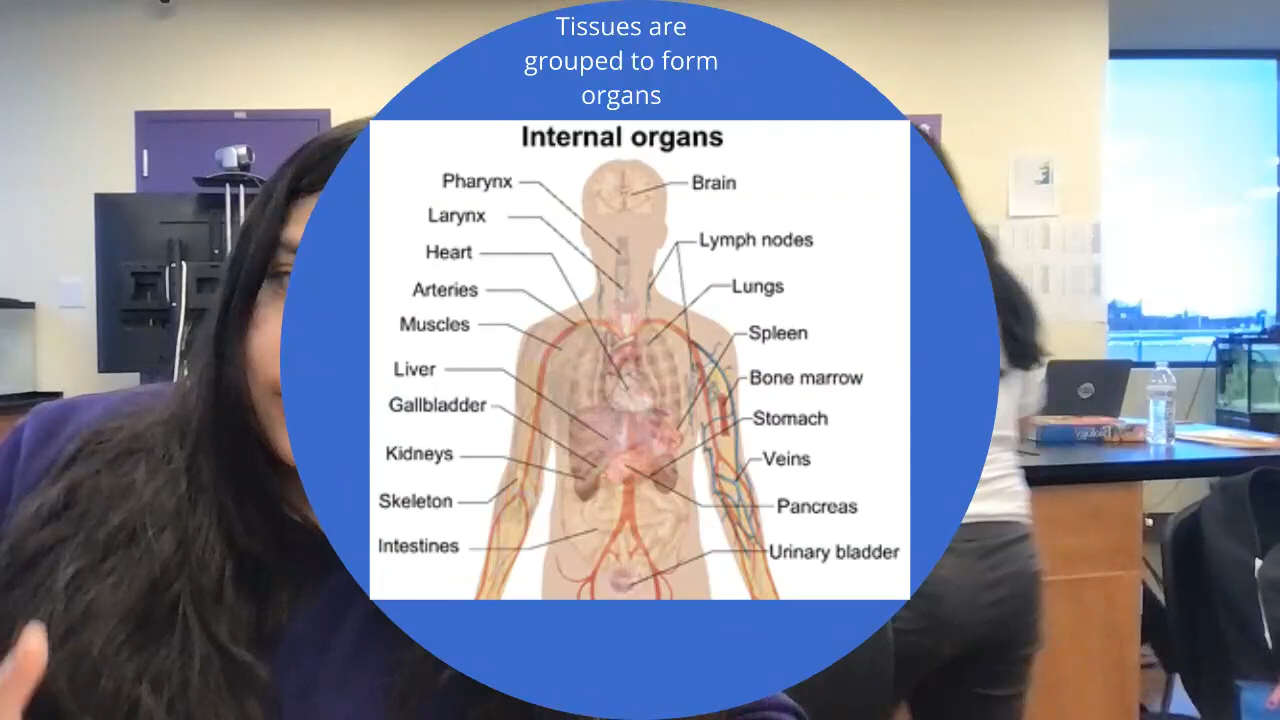 Tissues are
grouped to form
organs
Internal organs
Pharynx
Brain
Larynx
Lymph nodes
Heart
Lungs
Arteries
Muscles
Spleen
Liver
Bone marrow
Gallbladder
Stomach
Kidneys
Veins
Skeleton
Pancreas
Intestines
Urinary bladder
Biology